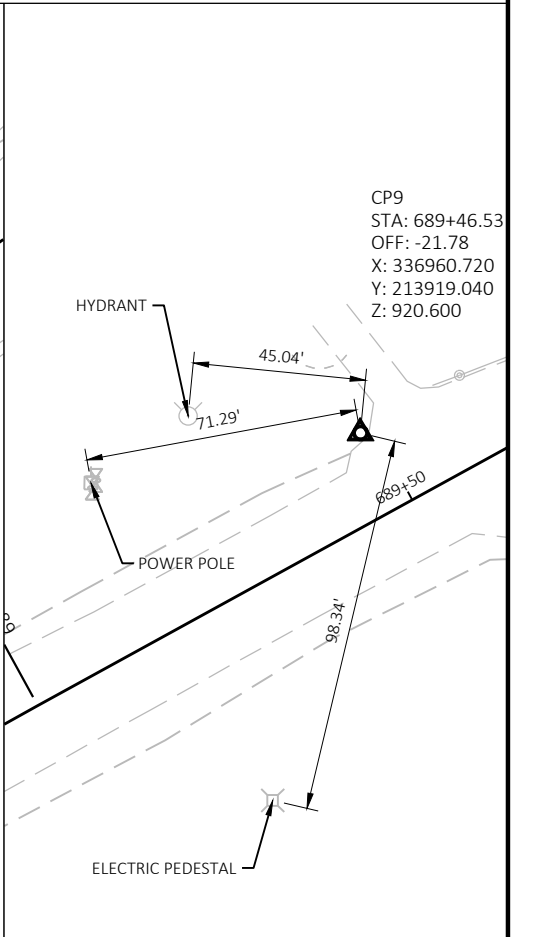 CP9
STA: 689+46.53
OFF: -21.78
X: 336960.720
Y: 213919.040
Z: 920.600
HYDRANT
45.04'
71.29'
689+50
POWER POLE
98.34'
ELECTRIC PEDESTAL